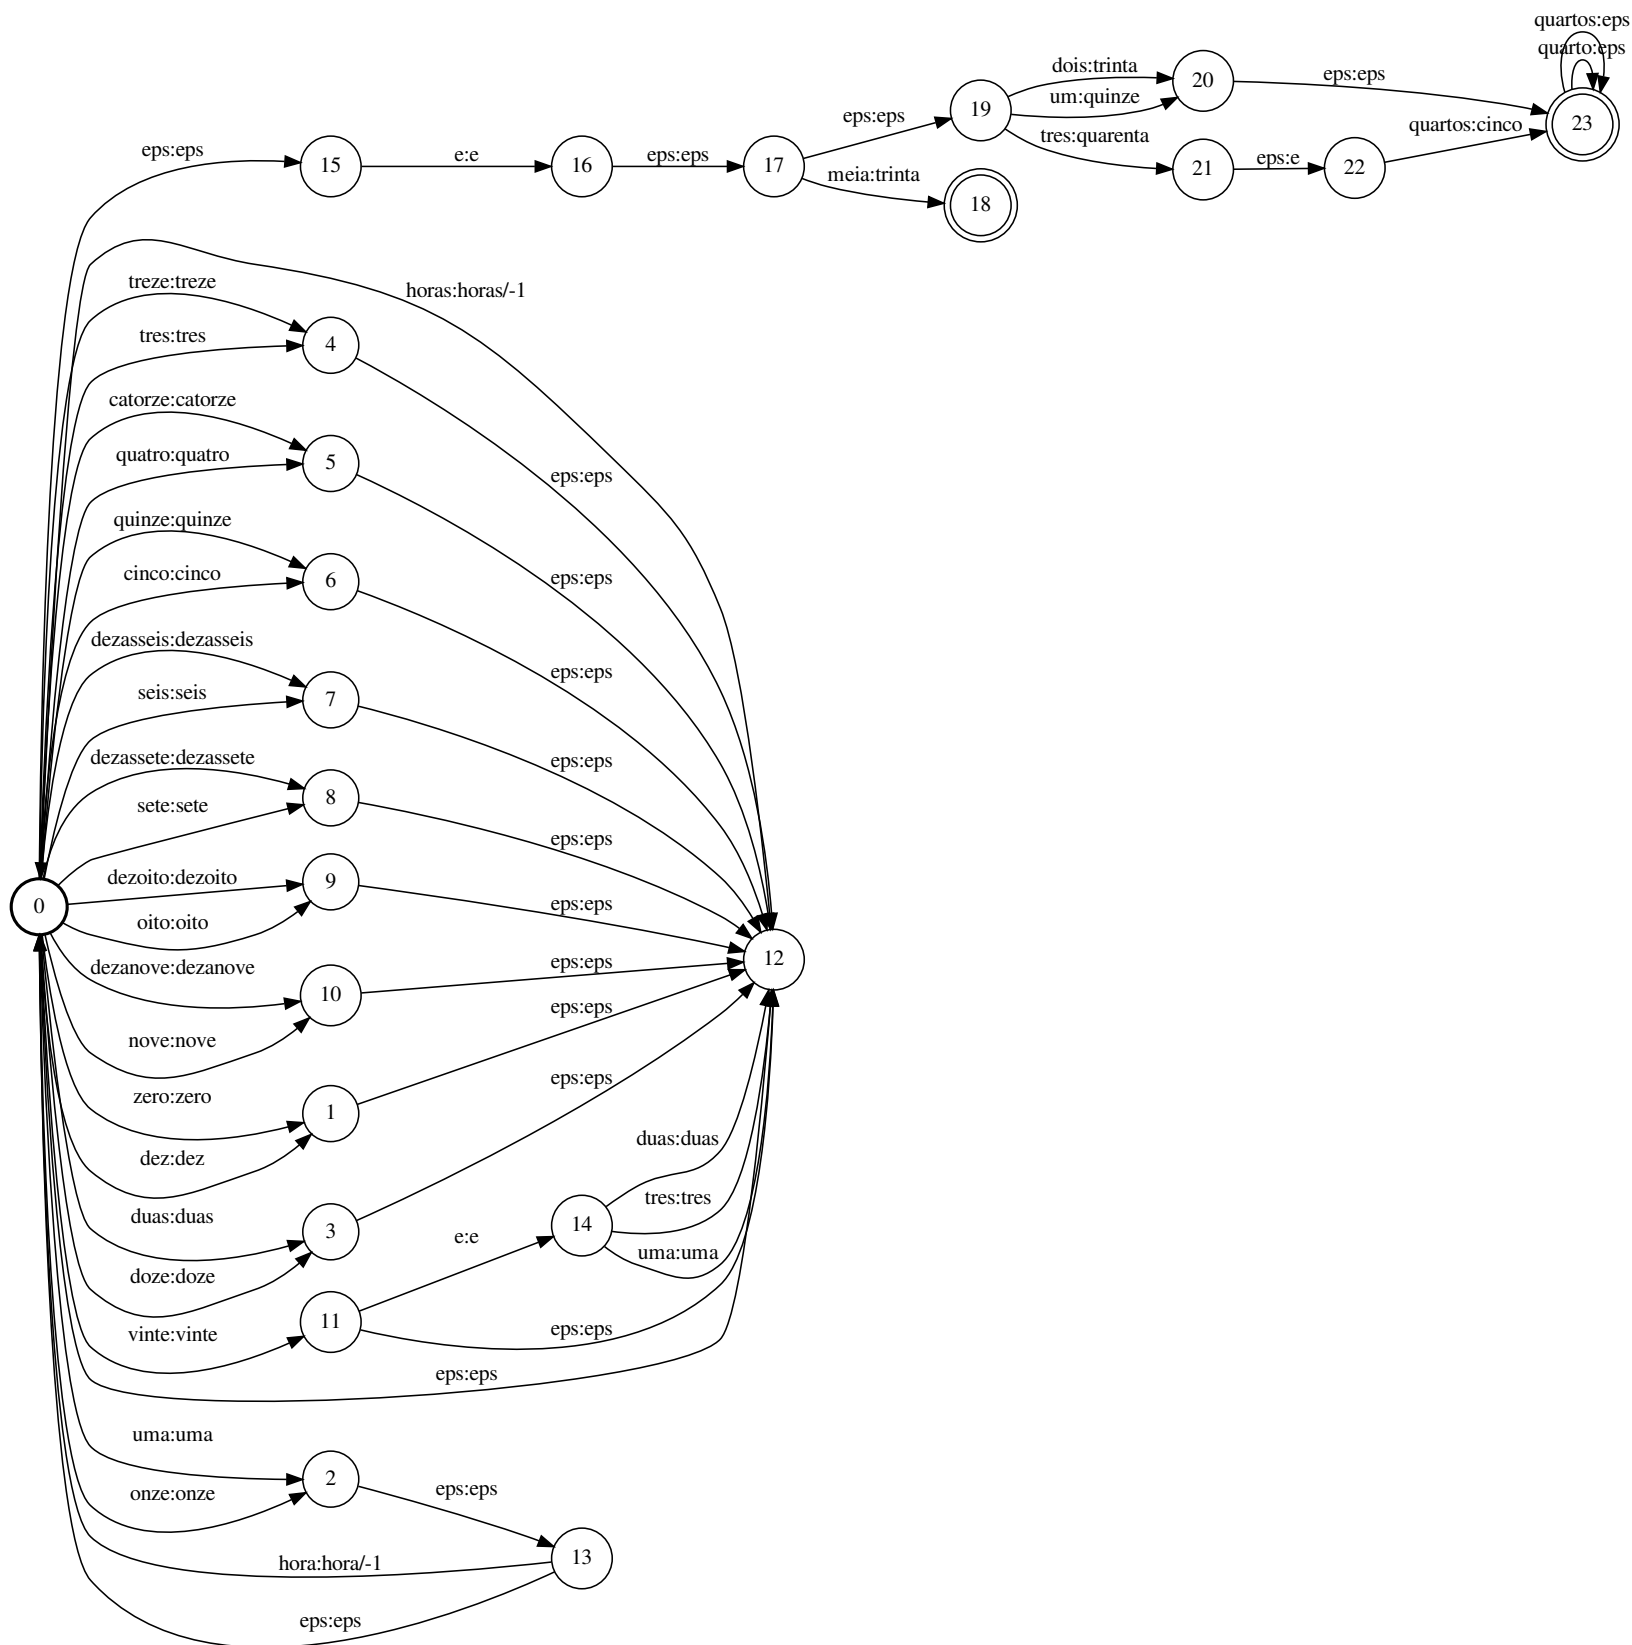 quartos:eps
quarto:eps
dois:trinta
20
eps:eps
um:quinze
19
23
eps:eps
tres:quarenta
quartos:cinco
eps:eps
15
e:e
16
eps:eps
17
meia:trinta
21
eps:e
22
18
horas:horas/-1
treze:treze
tres:tres
4
catorze:catorze
quatro:quatro
5
eps:eps
quinze:quinze
cinco:cinco
6
eps:eps
dezasseis:dezasseis
seis:seis
7
eps:eps
dezassete:dezassete
sete:sete
8
eps:eps
eps:eps
dezoito:dezoito
9
0
oito:oito
eps:eps
12
dezanove:dezanove
10
eps:eps
nove:nove
eps:eps
zero:zero
1
eps:eps
dez:dez
duas:duas
duas:duas
3
tres:tres
14
e:e
uma:uma
doze:doze
11
vinte:vinte
eps:eps
eps:eps
uma:uma
2
onze:onze
eps:eps
13
hora:hora/-1
eps:eps